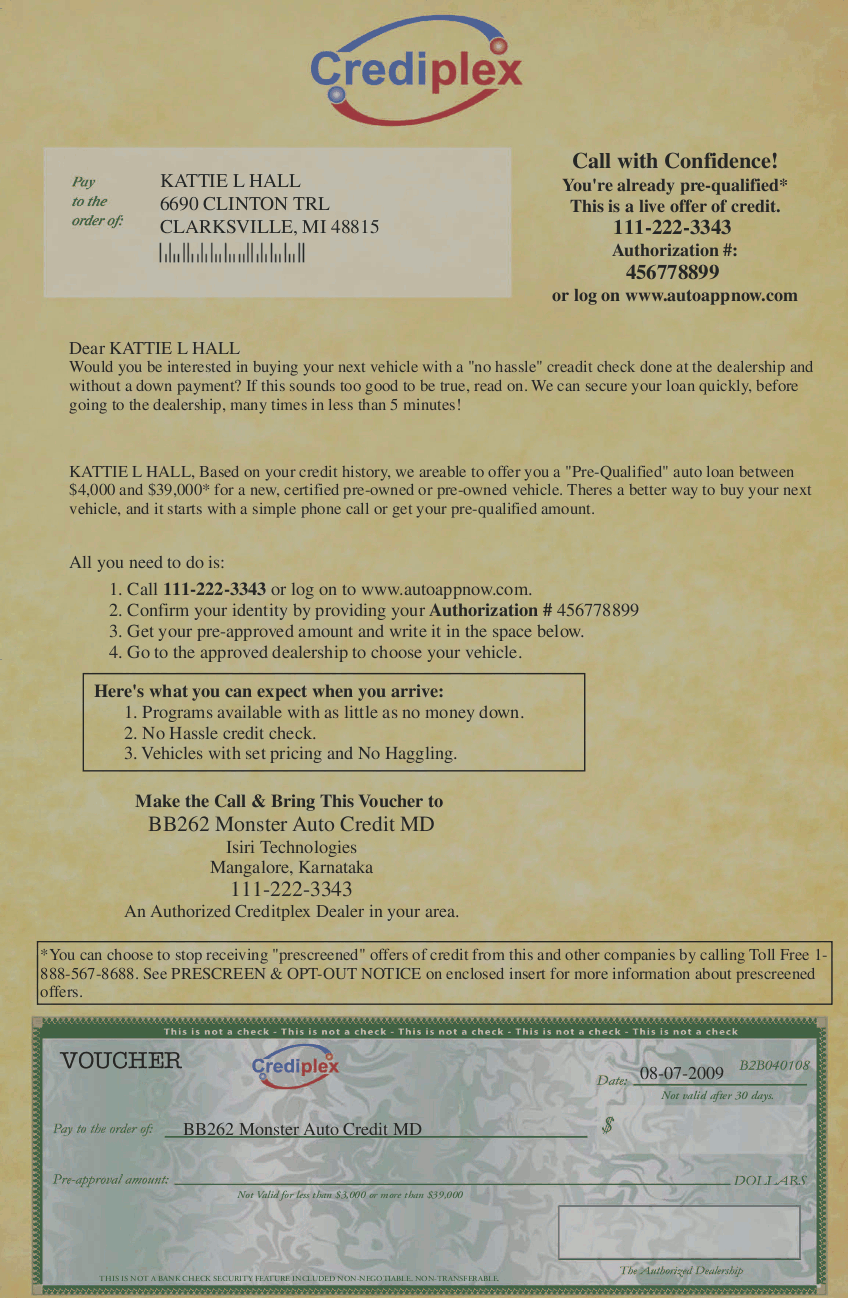 Crediplex
Pay
to the
order of:
KATTIE L HALL
6690 CLINTON TRL
CLARKSVILLE, MI 48815
Call with Confidence!
You're already pre-qualified*
This is a live offer of credit.
111-222-3343
Authorization #:
456778899
or log on www.autoappnow.com
Dear KATTIE L HALL
Would you be interested in buying your next vehicle with a "no hassle" creadit check done at the dealership and
without a down payment? If this sounds too good to be true, read on. We can secure your loan quickly, before
going to the dealership, many times in less than 5 minutes!
KATTIE L HALL, Based on your credit history, we areable to offer you a "Pre-Qualified" auto loan between
$4,000 and $39,000* for a new, certified pre-owned or pre-owned vehicle. Theres a better way to buy your next
vehicle, and it starts with a simple phone call or get your pre-qualified amount.
All you need to do is:
1. Call 111-222-3343 or log on to www.autoappnow.com.
2. Confirm your identity by providing your Authorization # 456778899
3. Get your pre-approved amount and write it in the space below.
4. Go to the approved dealership to choose your vehicle.
Here's what you can expect when you arrive:
1. Programs available with as little as no money down.
2. No Hassle credit check.
3. Vehicles with set pricing and No Haggling.
Make the Call & Bring This Voucher to
BB262 Monster Auto Credit MD
Isiri Technologies
Mangalore, Karnataka
111-222-3343
An Authorized Creditplex Dealer in your area.
*You can choose to stop receiving "prescreened" offers of credit from this and other companies by calling Toll Free 1-
888-567-8688. See PRESCREEN & OPT-OUT NOTICE on enclosed insert for more information about prescreened
offers.
This is not a check - This is not a check - This is not a check - This is not a check - This is not a check
VOUCHER
Crediplex
Date: 08-07-2009
B2B040108
Not valid after 30 days.
Pay to the order of: BB262 Monster Auto Credit MD $
Pre-approval amount: DOLLARS
Not Valid for less than $3,000 or more than $39,000
The Authorized Dealership
THIS IS NOT A BANK CHECK SECURITY FEATURE INCLUDED NON-NEGOTIABLE. NON-TRANSFERABLE.